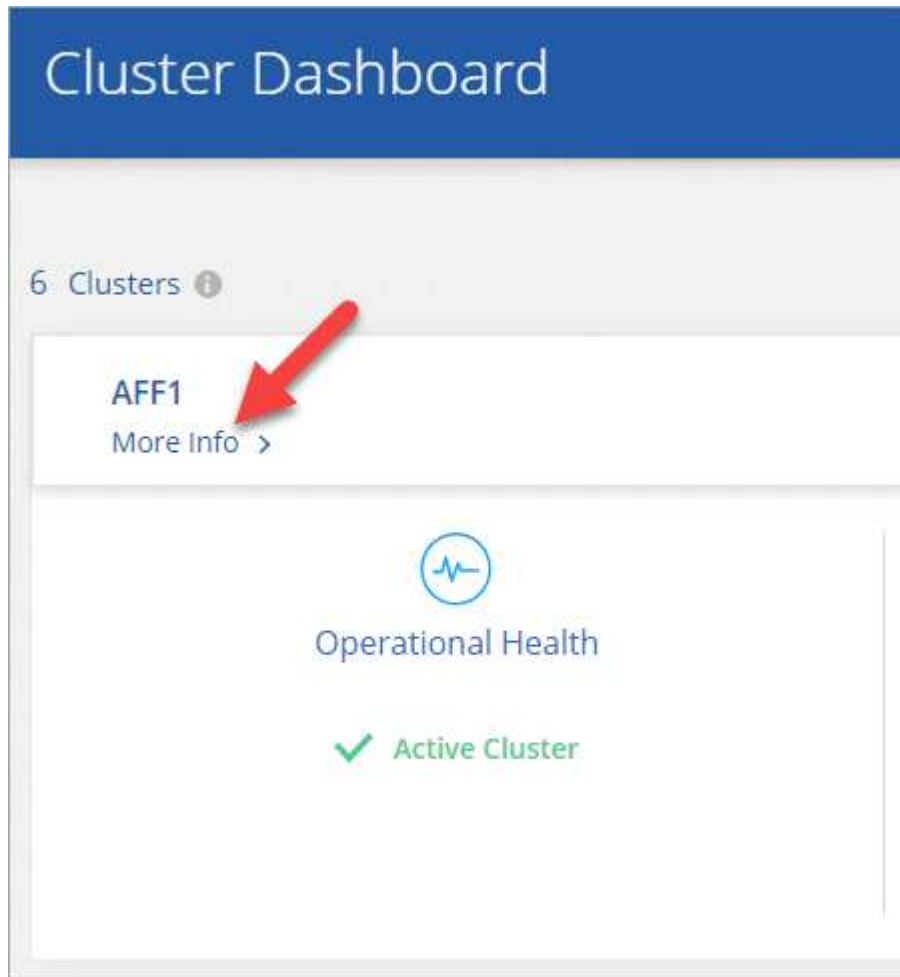 Cluster Dashboard
6 Clusters
AFF1
More Info >
Operational Health
Active Cluster